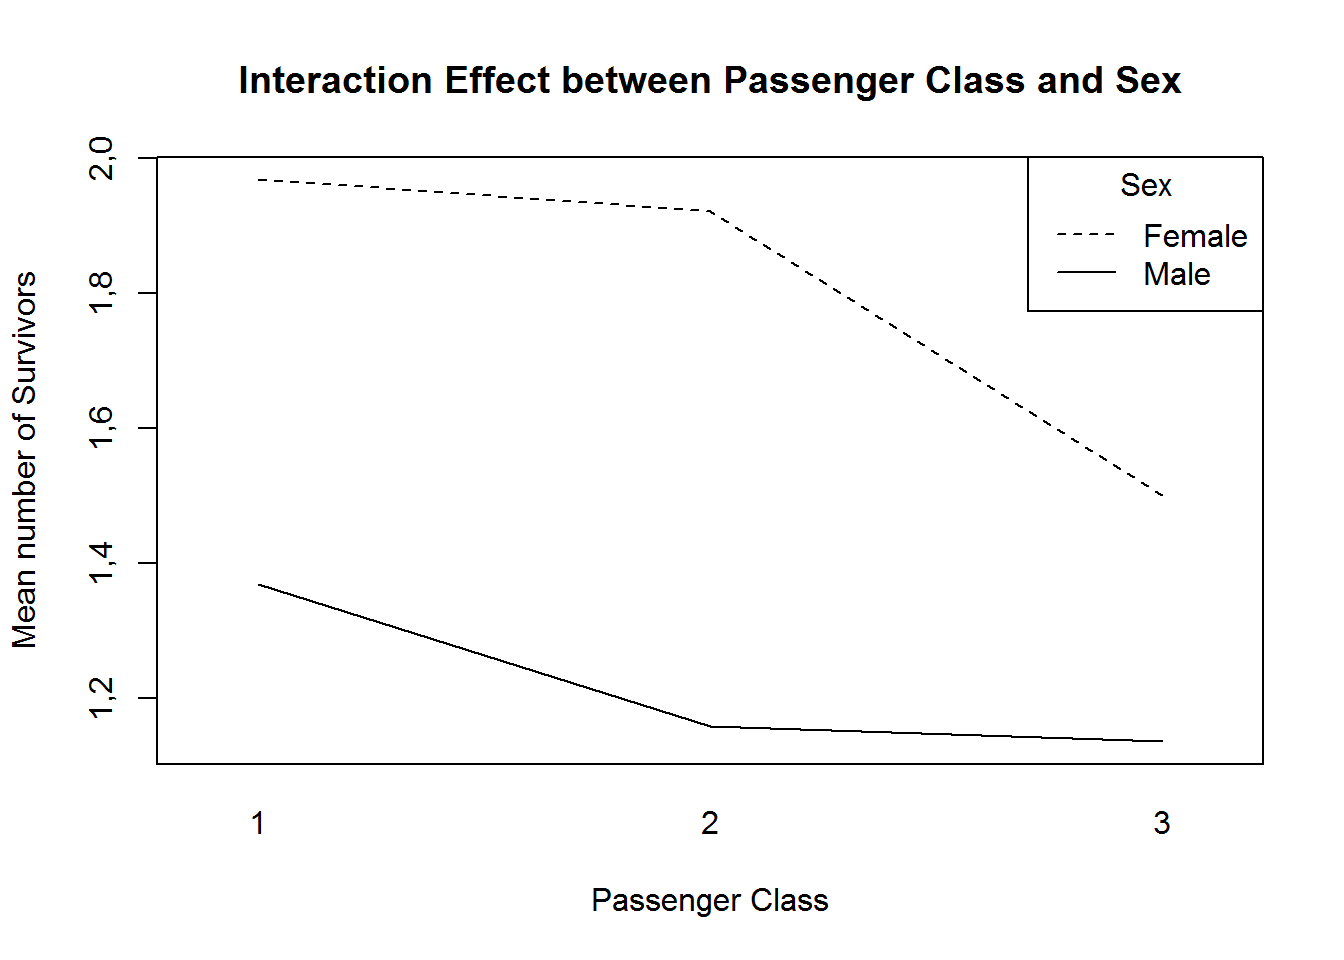 Interaction Effect between Passenger Class and Sex
Mean number of Survivors
2,0
1,8
1,6
1,4
1,2
Sex
Female
Male
1 2 3
Passenger Class